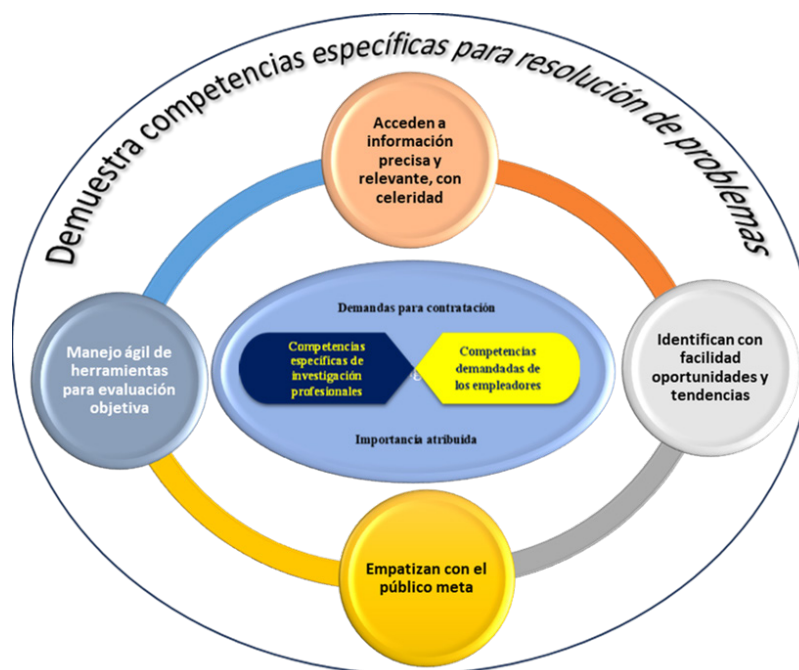 Demuestra competencias específicas para resolución de problemas
Acceden a
información
precisa y
relevante, con
celeridad
Manejo ágil de
herramientas
para evaluación
objetiva
Demandas para contratación
Competencias
específicas de
investigación
profesionales
Competencias
demandadas de
los empleadores
Importancia atribuida
Identifican con
facilidad
oportunidades y
tendencias
Empatizan con el
público meta